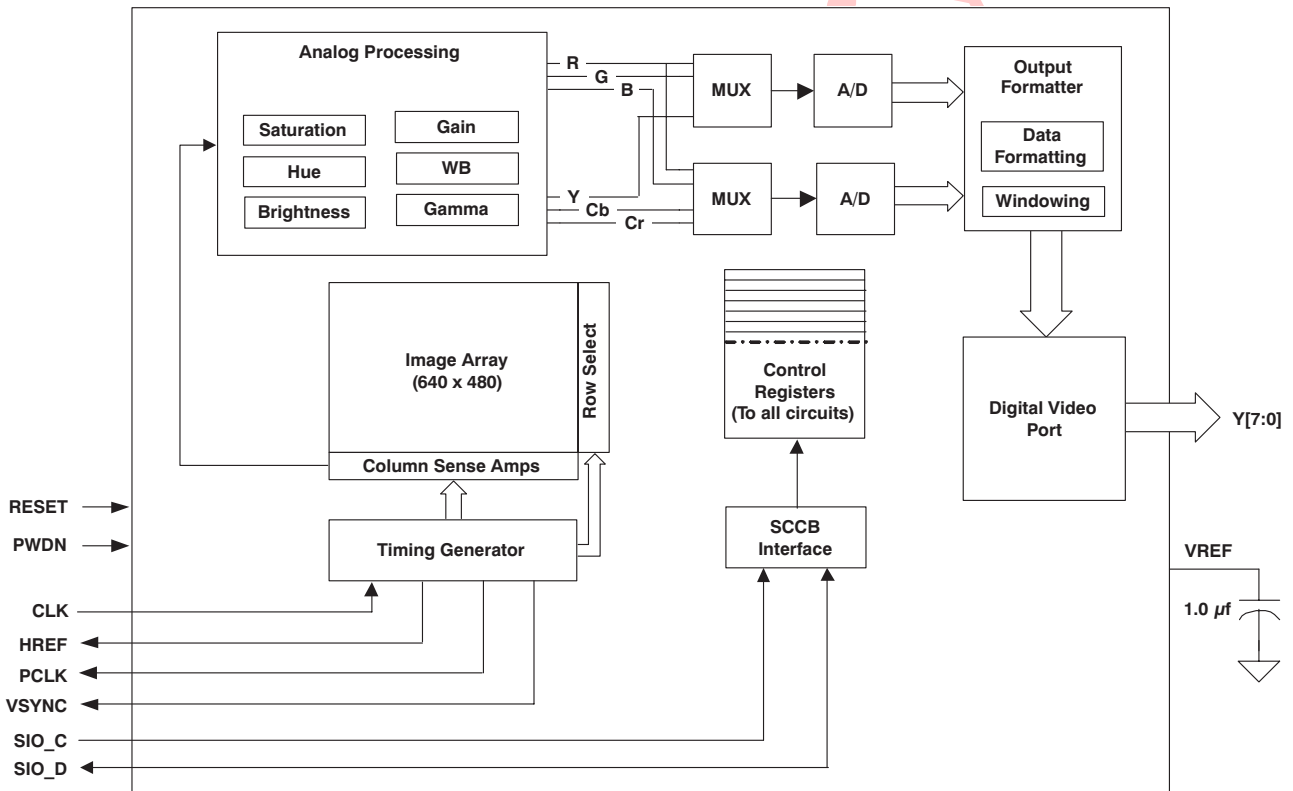 Analog Processing
Saturation
Gain
Hue
WB
Brightness
Gamma
R
G
B
Y
Cb
Cr
MUX
A/D
MUX
A/D
Output
Formatter
Data
Formatting
Windowing
Image Array
(640 x 480)
Row Select
Column Sense Amps
Timing Generator
Control
Registers
(To all circuits)
SCCB
Interface
Digital Video
Port
Y[7:0]
VREF
1.0 µf
RESET
PWDN
CLK
HREF
PCLK
VSYNC
SIO_C
SIO_D